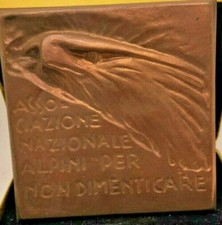 ASSO
CIAZIONE
NAZIONALE
ALPINI "PER
NON DIMENTICARE